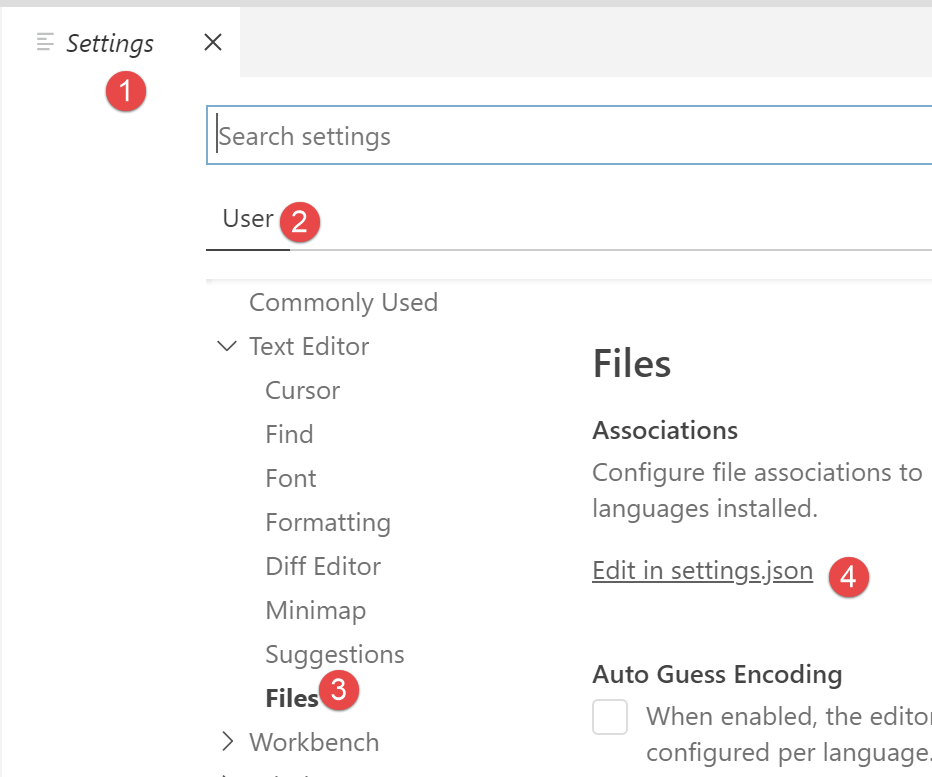 Settings
1
Search settings
User 2
Commonly Used
Text Editor
Cursor
Find
Font
Formatting
Diff Editor
Minimap
Suggestions
Files 3
Workbench
Files
Associations
Configure file associations to
languages installed.
Edit in settings.json 4
Auto Guess Encoding
When enabled, the editor
configured per language.